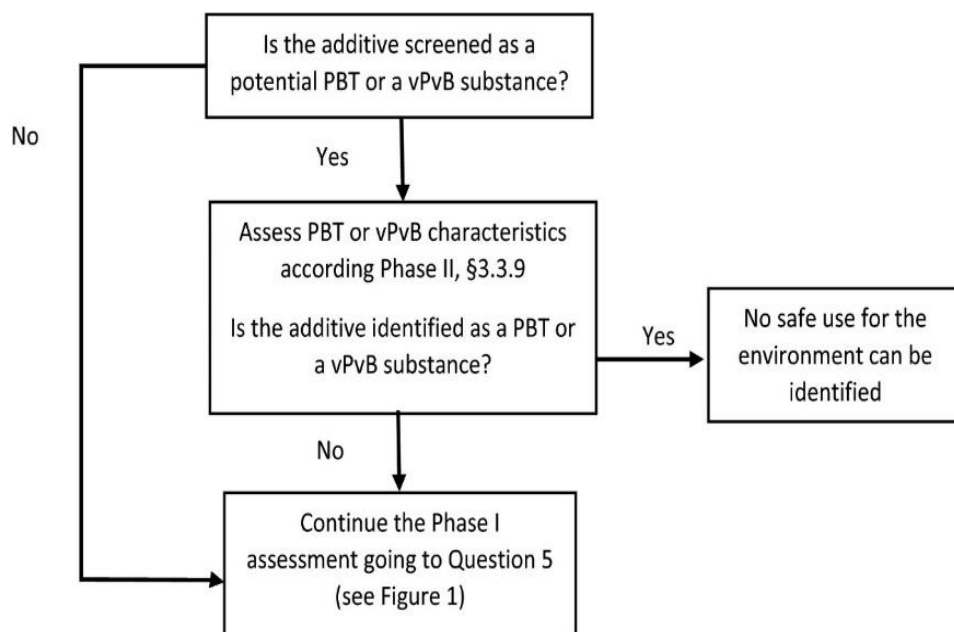 Is the additive screened as a
potential PBT or a vPvB substance?
No
Yes
Assess PBT or vPvB characteristics
according Phase II, §3.3.9
Is the additive identified as a PBT or
a vPvB substance?
Yes
No safe use for the
environment can be
identified
No
Continue the Phase I
assessment going to Question 5
(see Figure 1)